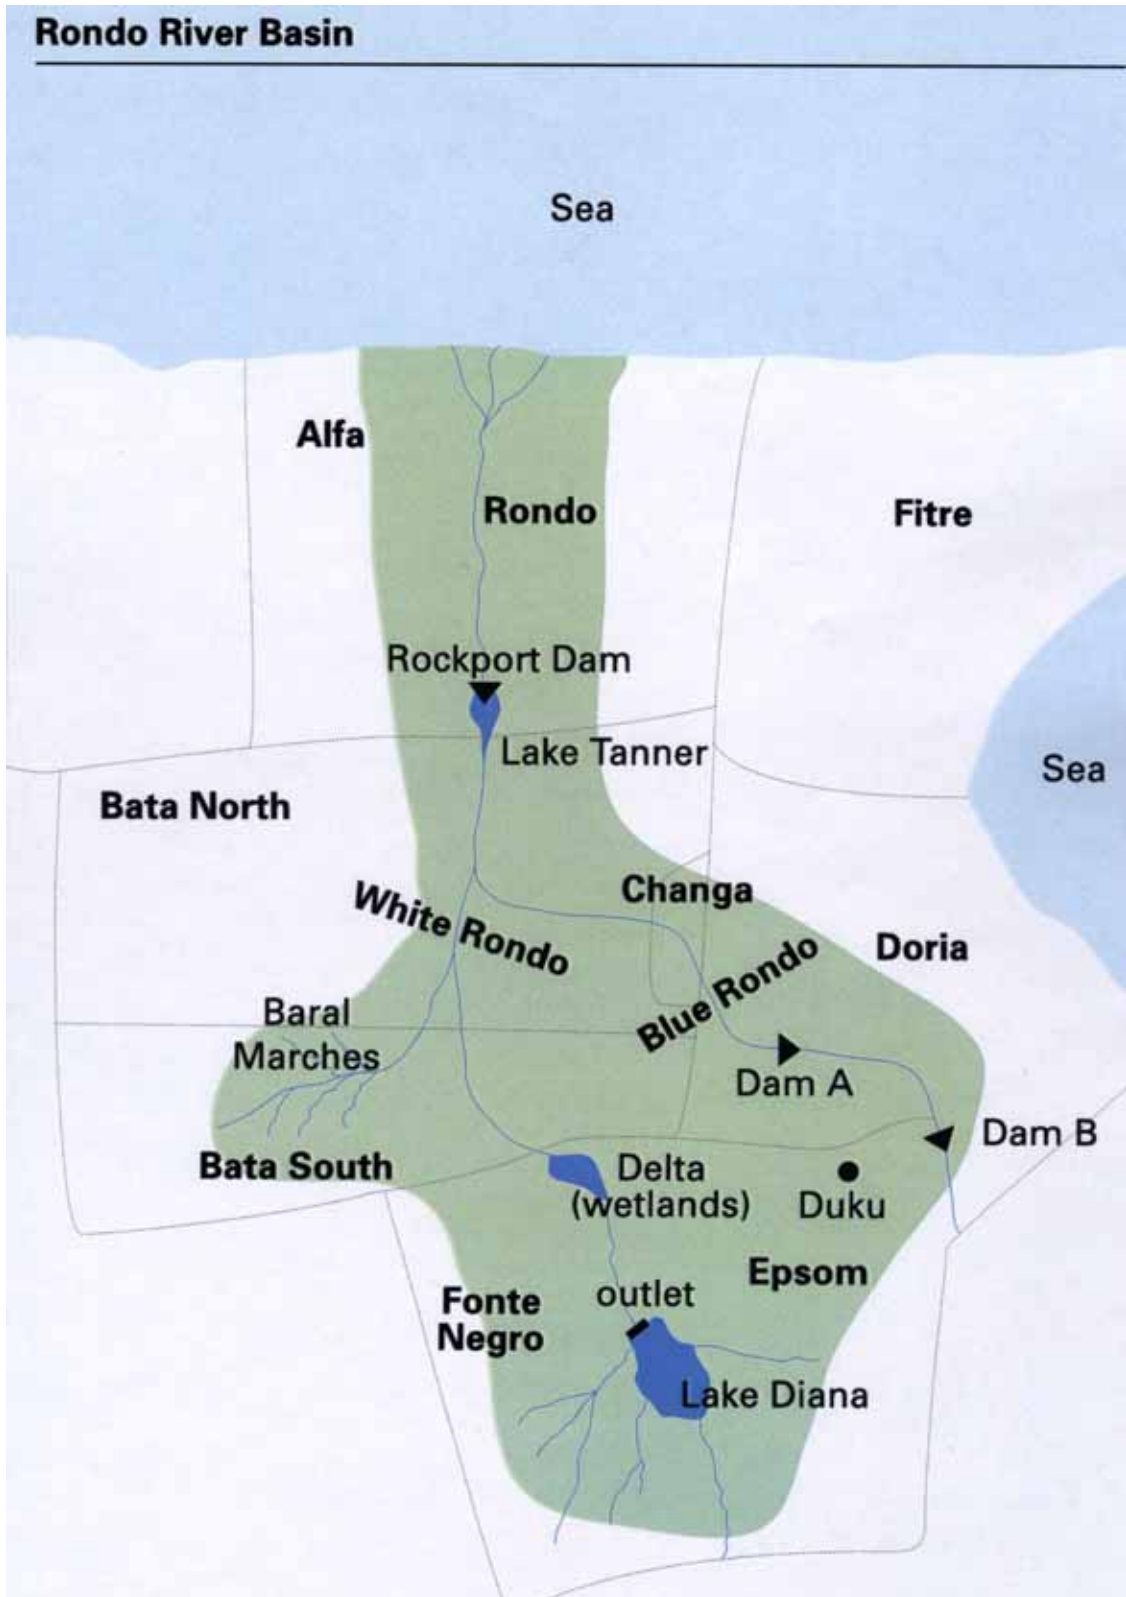 Rondo River Basin
Sea
Alfa
Rondo
Fitre
Rockport Dam
Lake Tanner
Sea
Bata North
Changa
White Rondo
Blue Rondo
Doria
Baral
Marches
Dam A
Dam B
Bata South
Delta
(wetlands)
Duku
Epsom
outlet
Fonte
Negro
Lake Diana